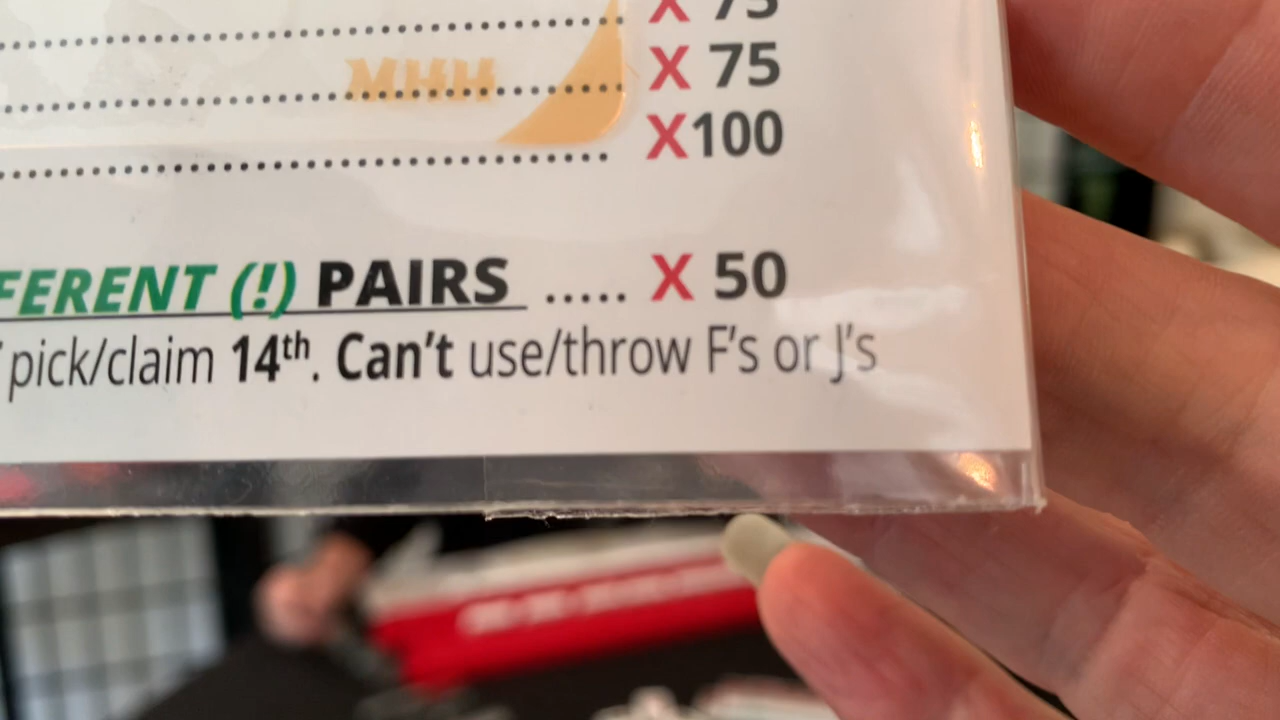 X 75
MHH
X 75
X100
FERENT (!) PAIRS ..... X 50
pick/claim 14th. Can't use/throw F's or J's